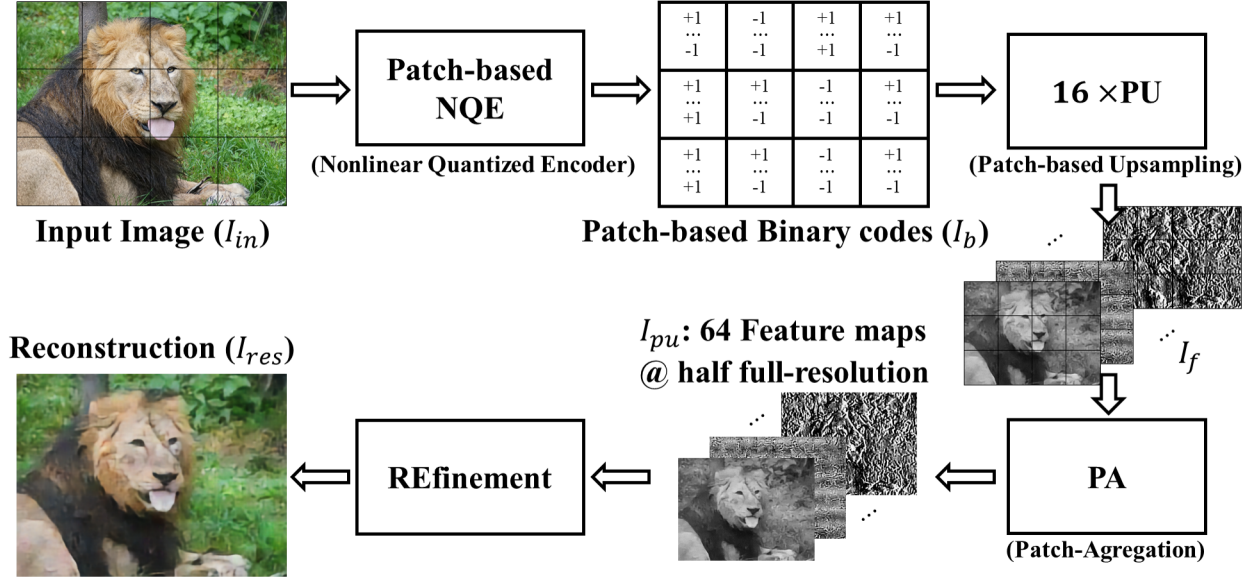 Patch-based
NQE
(Nonlinear Quantized Encoder)
+1 -1 +1 +1
... ... ... ...
-1 -1 +1 -1
+1 +1 -1 +1
... ... ... ...
+1 -1 -1 -1
+1 +1 -1 +1
... ... ... ...
+1 -1 -1 -1
16 ×PU
(Patch-based Upsampling)
Input Image (I_in)
Patch-based Binary codes (I_b)
...
...
I_f
I_pu: 64 Feature maps
@ half full-resolution
Reconstruction (I_res)
REfinement
...
...
PA
(Patch-Agregation)